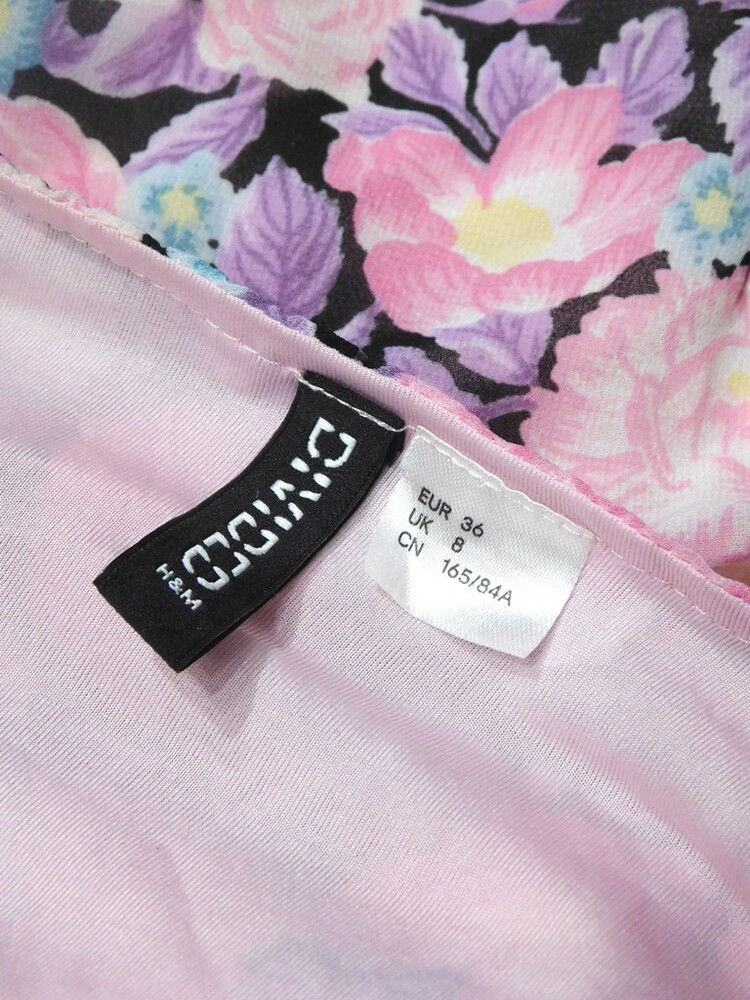 DIVIDED
H&M
EUR 36
UK 8
CN 165/84A